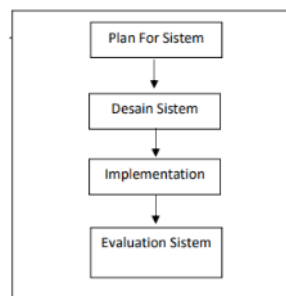 Plan For Sistem
Desain Sistem
Implementation
Evaluation Sistem